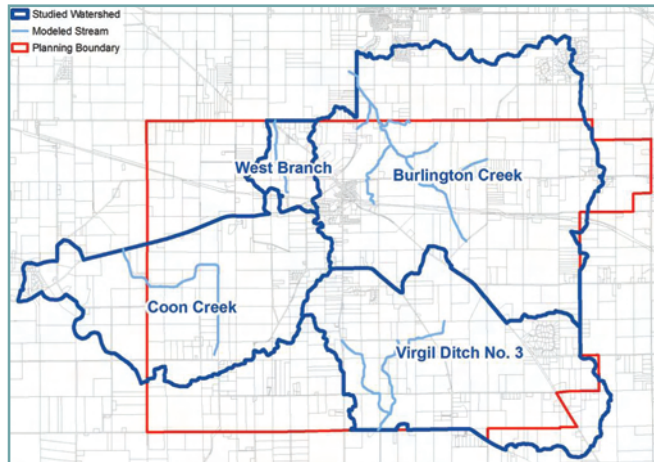 Studied Watershed
Modeled Stream
Planning Boundary
West Branch
Burlington Creek
Coon Creek
Virgil Ditch No. 3